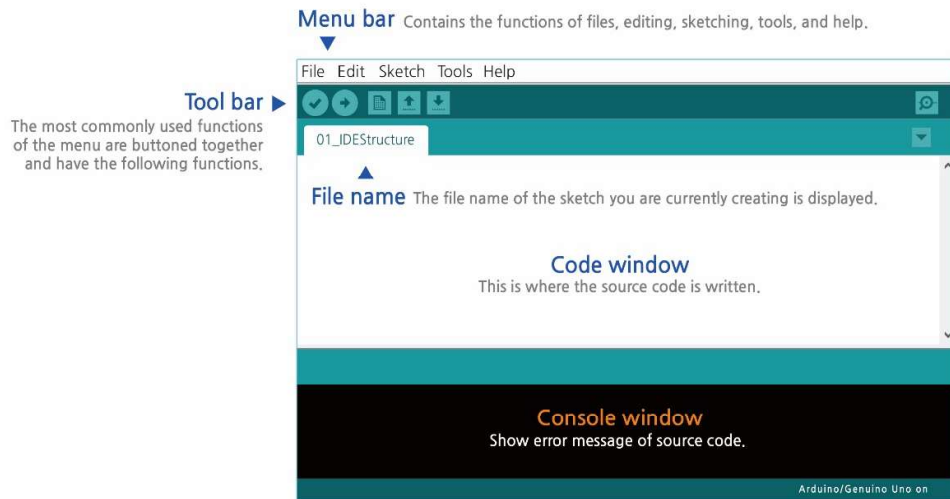 Menu bar Contains the functions of files, editing, sketching, tools, and help.
File Edit Sketch Tools Help
Tool bar
The most commonly used functions
of the menu are buttoned together
and have the following functions.
01_IDEStructure
File name The file name of the sketch you are currently creating is displayed.
Code window
This is where the source code is written.
Console window
Show error message of source code.
Arduino/Genuino Uno on